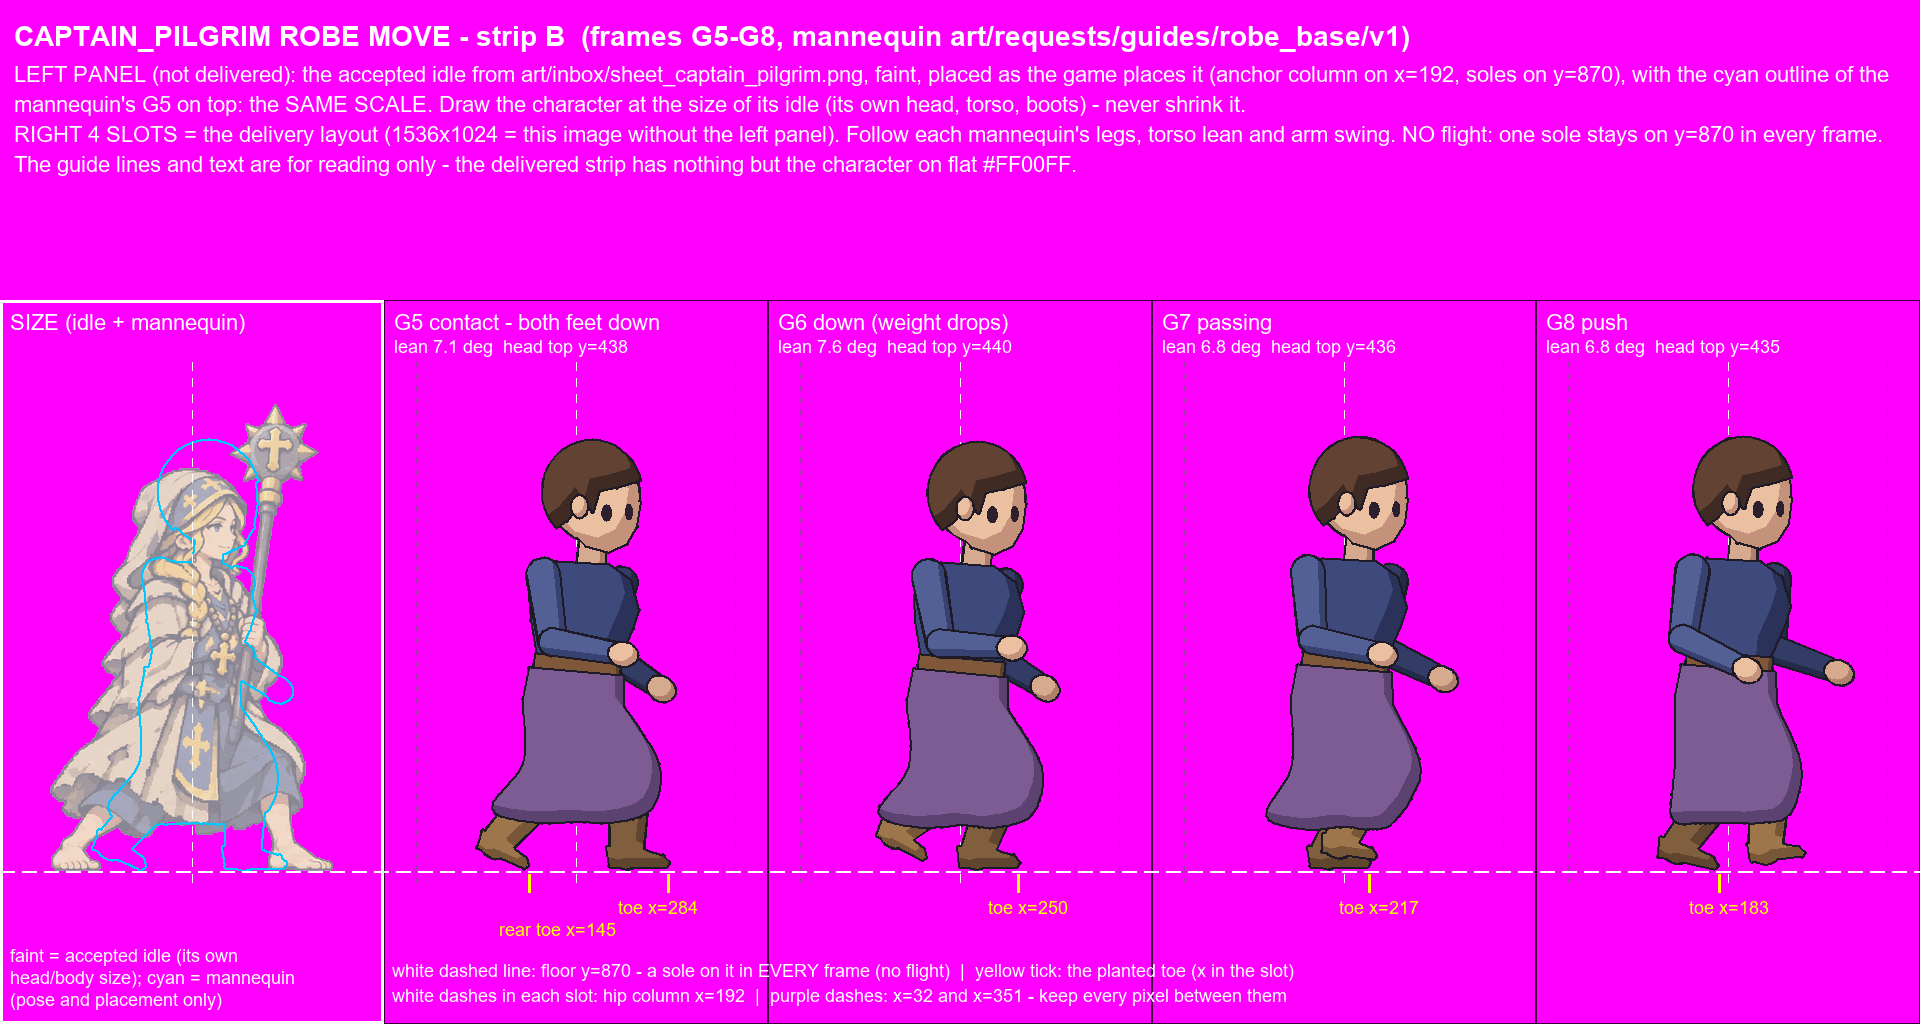 CAPTAIN_PILGRIM ROBE MOVE - strip B  (frames G5-G8, mannequin art/requests/guides/robe_base/v1)
LEFT PANEL (not delivered): the accepted idle from art/inbox/sheet_captain_pilgrim.png, faint, placed as the game places it (anchor column on x=192, soles on y=870), with the cyan outline of the
mannequin's G5 on top: the SAME SCALE. Draw the character at the size of its idle (its own head, torso, boots) - never shrink it.
RIGHT 4 SLOTS = the delivery layout (1536x1024 = this image without the left panel). Follow each mannequin's legs, torso lean and arm swing. NO flight: one sole stays on y=870 in every frame.
The guide lines and text are for reading only - the delivered strip has nothing but the character on flat #FF00FF.
SIZE (idle + mannequin)
G5 contact - both feet down
lean 7.1 deg  head top y=438
G6 down (weight drops)
lean 7.6 deg  head top y=440
G7 passing
lean 6.8 deg  head top y=436
G8 push
lean 6.8 deg  head top y=435
toe x=284
rear toe x=145
toe x=250
toe x=217
toe x=183
faint = accepted idle (its own
head/body size); cyan = mannequin
(pose and placement only)
white dashed line: floor y=870 - a sole on it in EVERY frame (no flight)  |  yellow tick: the planted toe (x in the slot)
white dashes in each slot: hip column x=192  |  purple dashes: x=32 and x=351 - keep every pixel between them